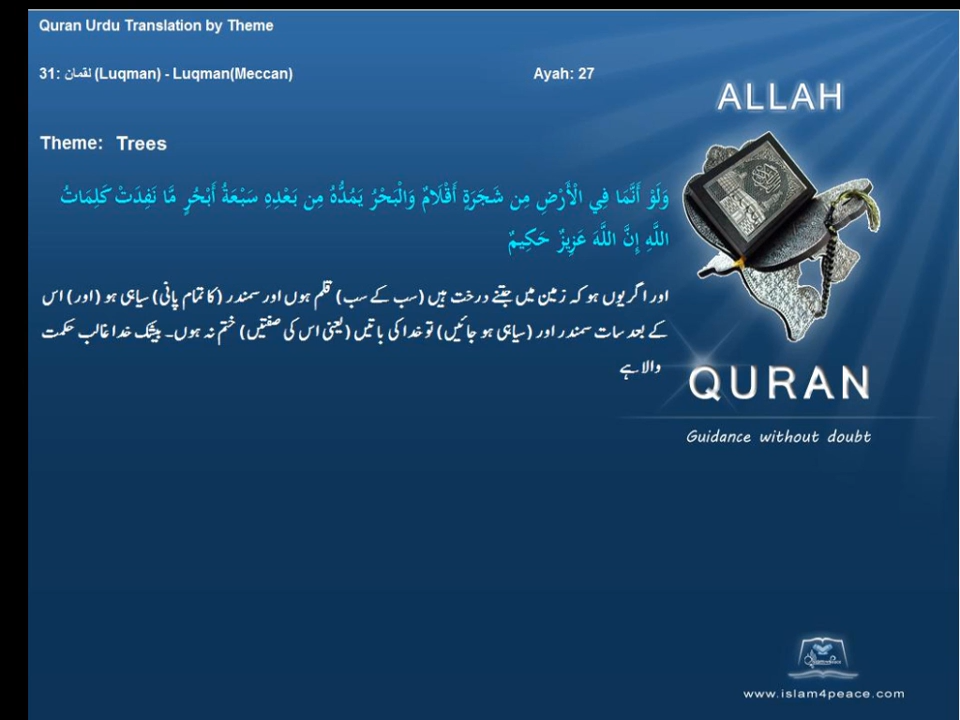 Quran Urdu Translation by Theme
31: لقمان (Luqman) - Luqman(Meccan)
Ayah: 27
ALLAH
Theme: Trees
وَلَوْ أَنَّمَا فِي الْأَرْضِ مِن شَجَرَةٍ أَقْلَامٌ وَالْبَحْرُ يَمُدُّهُ مِن بَعْدِهِ سَبْعَةُ أَبْحُرٍ مَّا نَفِدَتْ كَلِمَاتُ
اللَّهِ إِنَّ اللَّهَ عَزِيزٌ حَكِيمٌ
اور اگر یوں ہو کہ زمین میں جتنے درخت ہیں (سب کے سب) قلم ہوں اور سمندر (کا تمام پانی) سیاہی ہو (اور) اس
کے بعد سات سمندر اور (سیاہی ہو جائیں) تو خدا کی باتیں (یعنی اس کی صفتیں) ختم نہ ہوں۔ بیشک خدا غالب حکمت
والا ہے
QURAN
Guidance without doubt
www.islam4peace.com